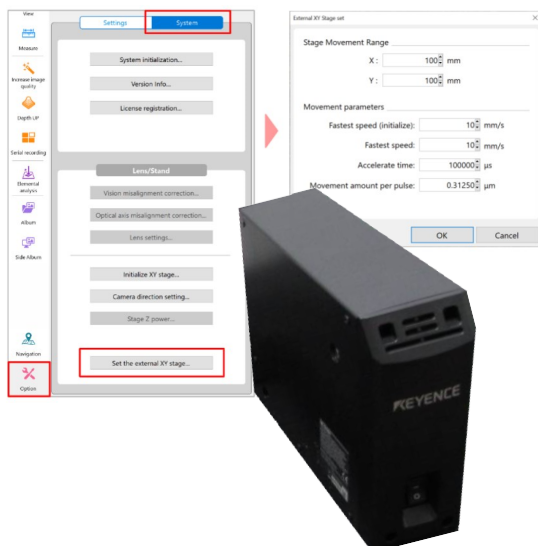 View
Measure
Increase image
quality
Depth UP
Serial recording
Elemental
analysis
Album
Side Album
Navigation
Option
Settings
System
System initialization...
Version Info...
License registration...
Lens/Stand
Vision misalignment correction...
Optical axis misalignment correction...
Lens settings...
Initialize XY stage...
Camera direction setting...
Stage Z power...
Set the external XY stage...
External XY Stage set
Stage Movement Range
X : 100 mm
Y : 100 mm
Movement parameters
Fastest speed (initialize): 10 mm/s
Fastest speed: 10 mm/s
Accelerate time: 100000 µs
Movement amount per pulse: 0.31250 µm
OK Cancel
KEYENCE